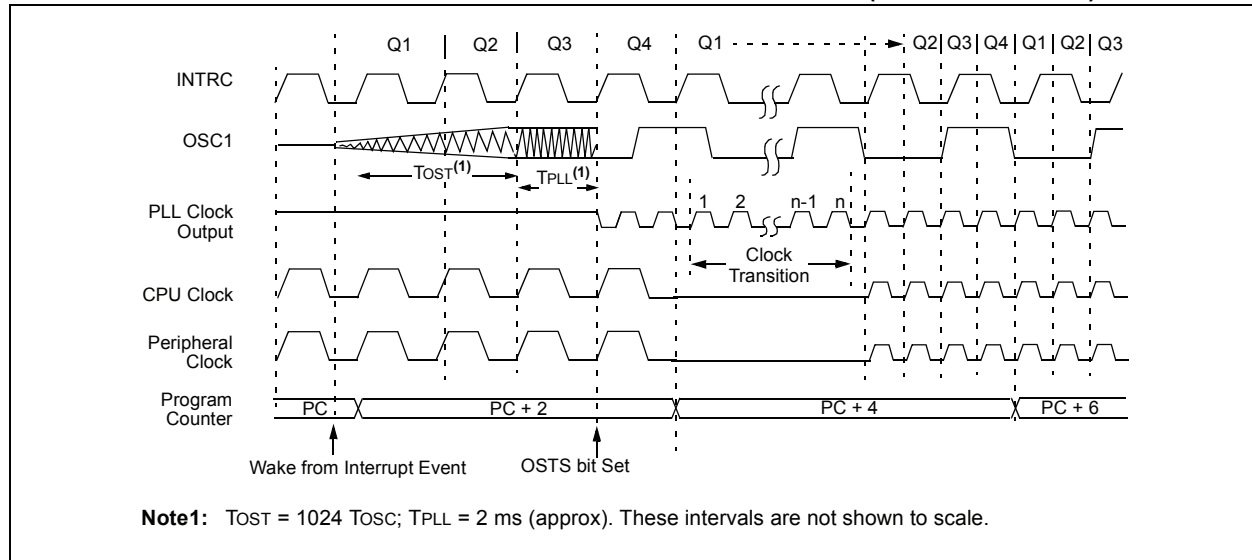 Q1 Q2 Q3 Q4 Q1 Q2 Q3 Q4 Q1 Q2 Q3
INTRC
OSC1
TOST(1) TPLL(1)
1 2 n-1 n
PLL Clock
Output
Clock
Transition
CPU Clock
Peripheral
Clock
Program
Counter
PC PC + 2 PC + 4 PC + 6
Wake from Interrupt Event OSTS bit Set
Note1: TOST = 1024 TOSC; TPLL = 2 ms (approx). These intervals are not shown to scale.